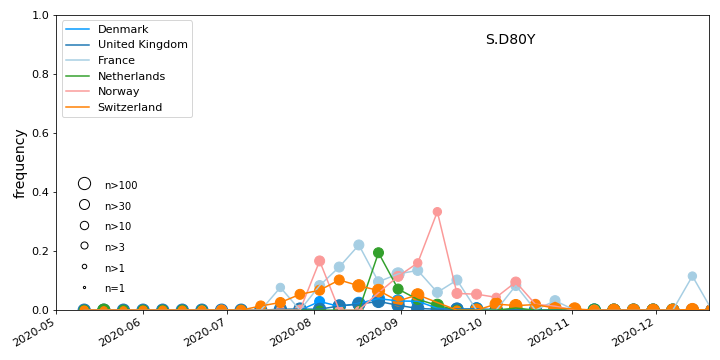 S.D80Y
Denmark
United Kingdom
France
Netherlands
Norway
Switzerland
frequency
1.0
0.8
0.6
0.4
0.2
0.0
n>100
n>30
n>10
n>3
n>1
n=1
2020-05
2020-06
2020-07
2020-08
2020-09
2020-10
2020-11
2020-12